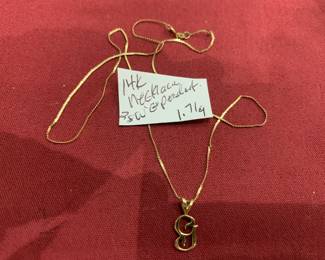 14K
Necklace
"G" Pendant.
1.71g
G